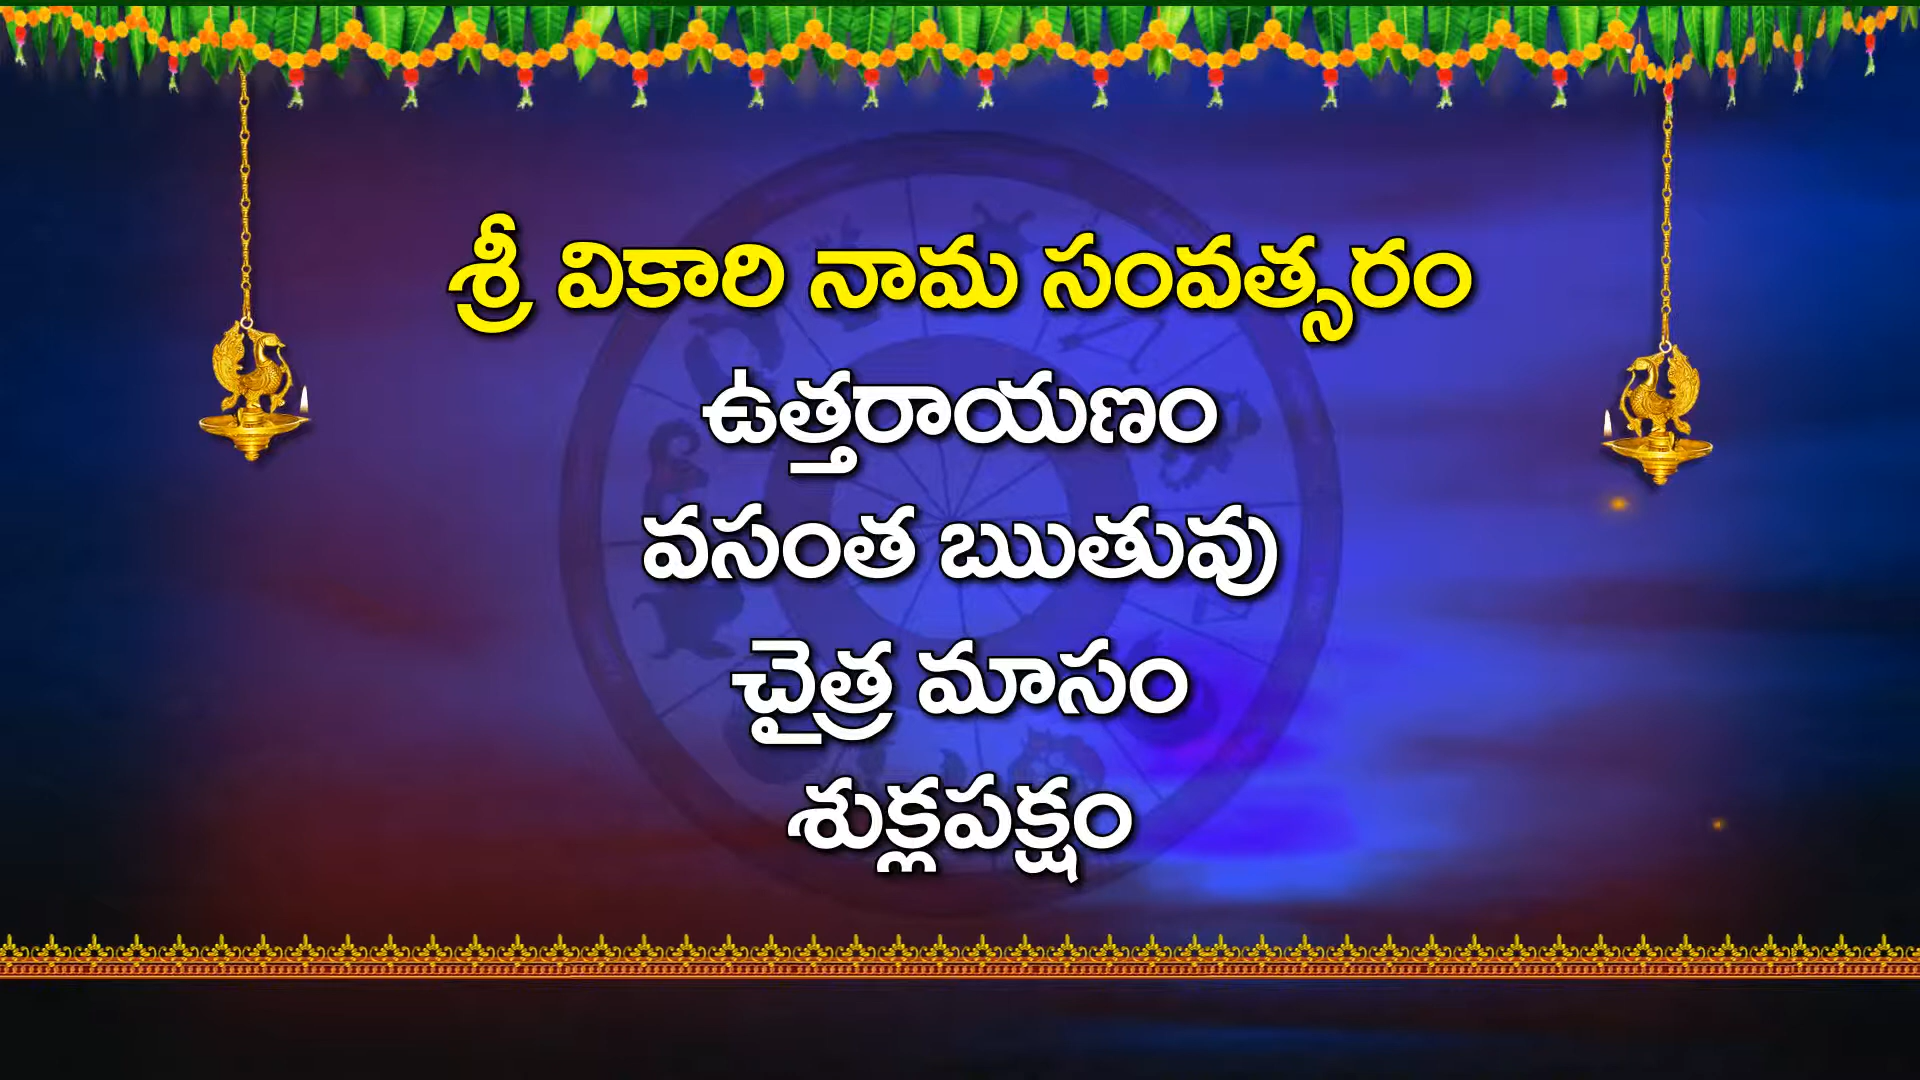 శ్రీ వికారి నామ సంవత్సరం
ఉత్తరాయణం
వసంత ఋతువు
చైత్ర మాసం
శుక్లపక్షం